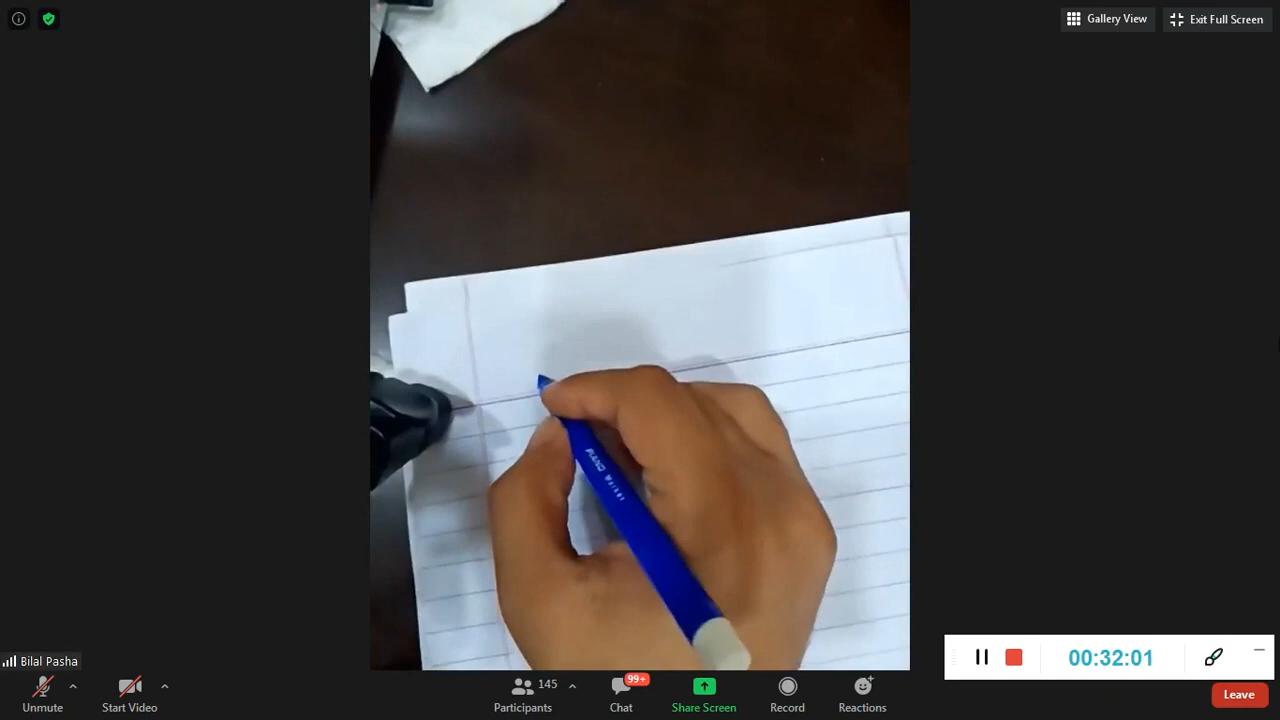 Gallery View
Exit Full Screen
PIANO
Bilal Pasha
00:32:01
Unmute
Start Video
145
Participants
99+
Chat
Share Screen
Record
Reactions
Leave